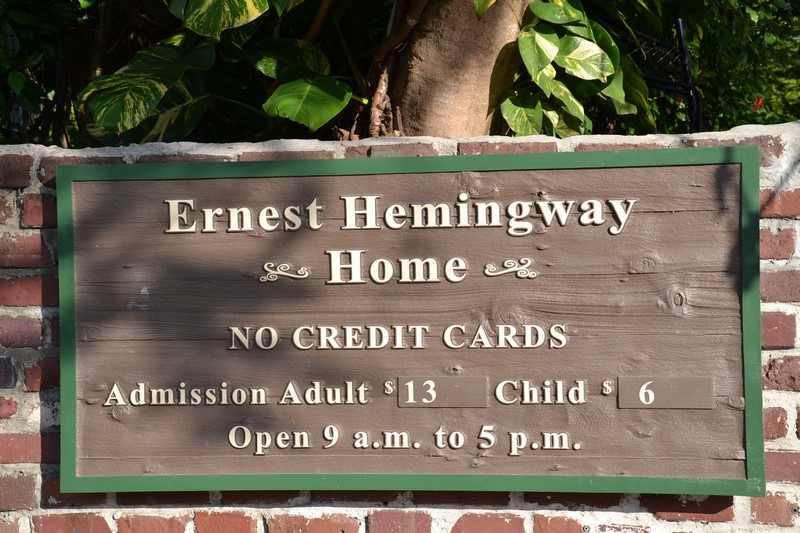 Ernest Hemingway
Home
NO CREDIT CARDS
Admission Adult $13 Child $6
Open 9 a.m. to 5 p.m.